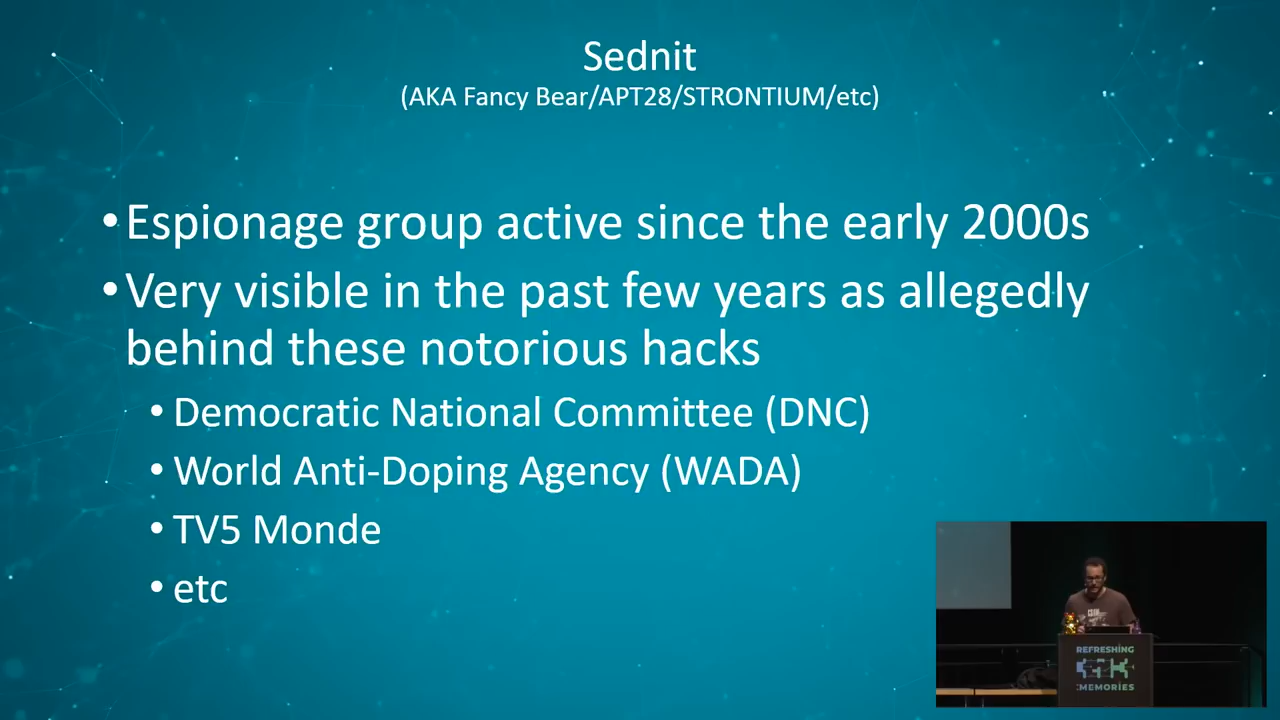 Sednit
(AKA Fancy Bear/APT28/STRONTIUM/etc)
•Espionage group active since the early 2000s
•Very visible in the past few years as allegedly
behind these notorious hacks
• Democratic National Committee (DNC)
• World Anti-Doping Agency (WADA)
• TV5 Monde
• etc
REFRESHING
MEMORIES